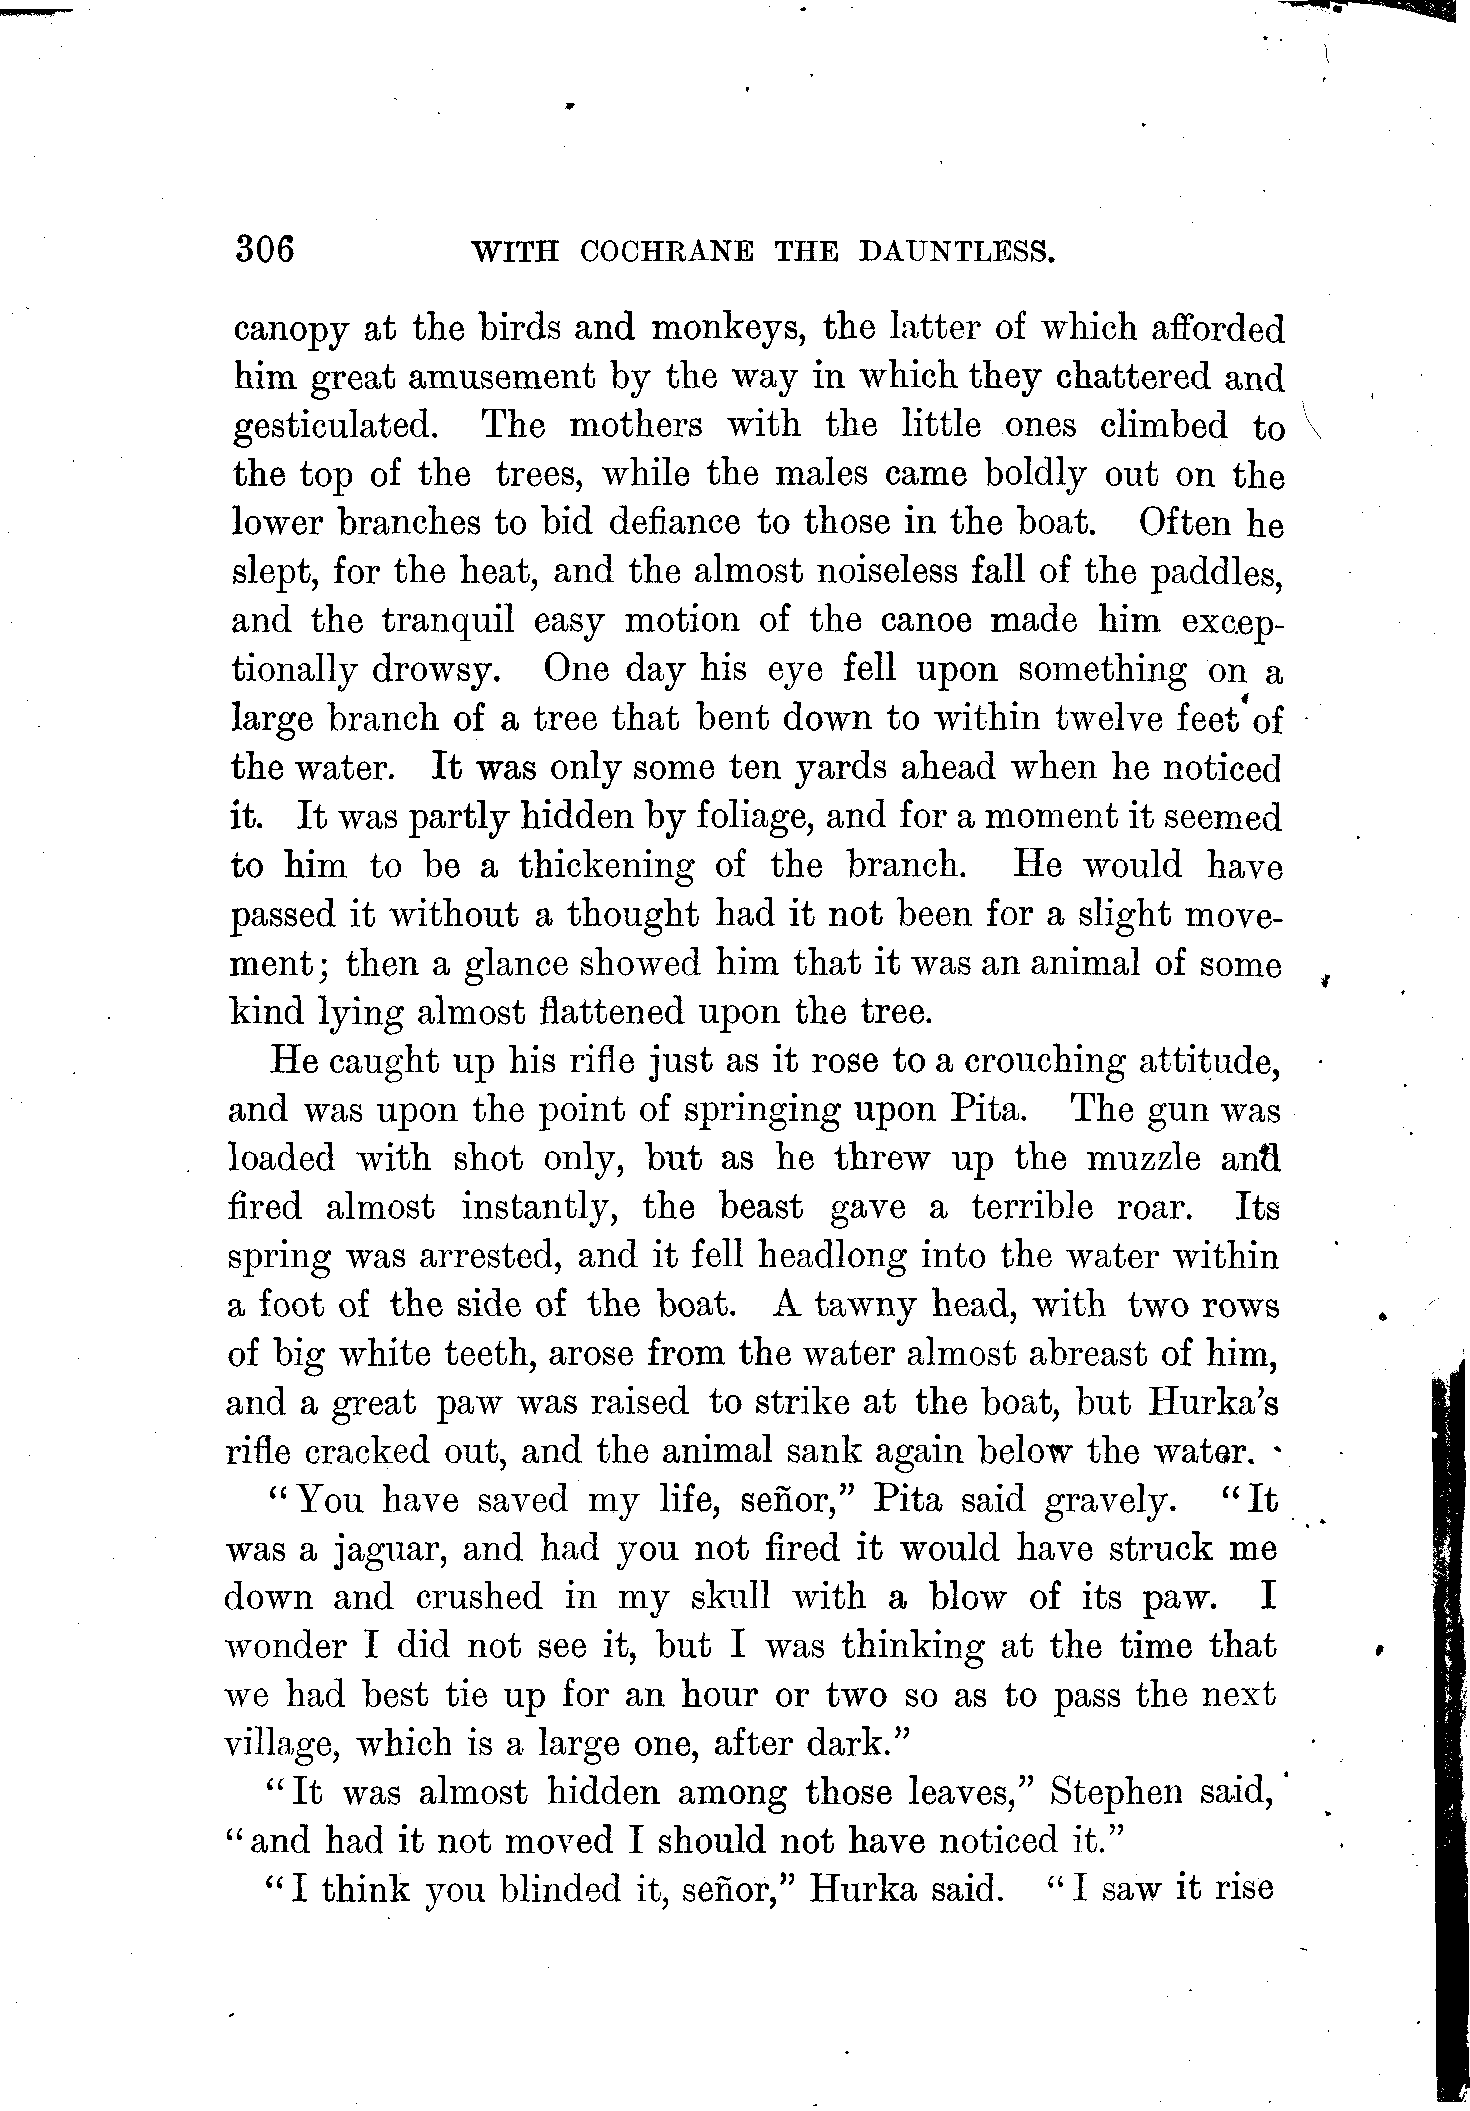 306 WITH COCHRANE THE DAUNTLESS.
canopy at the birds and monkeys, the latter of which afforded
him great amusement by the way in which they chattered and
gesticulated. The mothers with the little ones climbed to
the top of the trees, while the males came boldly out on the
lower branches to bid defiance to those in the boat. Often he
slept, for the heat, and the almost noiseless fall of the paddles,
and the tranquil easy motion of the canoe made him excep-
tionally drowsy. One day his eye fell upon something on a
large branch of a tree that bent down to within twelve feet of
the water. It was only some ten yards ahead when he noticed
it. It was partly hidden by foliage, and for a moment it seemed
to him to be a thickening of the branch. He would have
passed it without a thought had it not been for a slight move-
ment; then a glance showed him that it was an animal of some
kind lying almost flattened upon the tree.
He caught up his rifle just as it rose to a crouching attitude,
and was upon the point of springing upon Pita. The gun was
loaded with shot only, but as he threw up the muzzle and
fired almost instantly, the beast gave a terrible roar. Its
spring was arrested, and it fell headlong into the water within
a foot of the side of the boat. A tawny head, with two rows
of big white teeth, arose from the water almost abreast of him,
and a great paw was raised to strike at the boat, but Hurka's
rifle cracked out, and the animal sank again below the water.
"You have saved my life, señor," Pita said gravely. "It
was a jaguar, and had you not fired it would have struck me
down and crushed in my skull with a blow of its paw. I
wonder I did not see it, but I was thinking at the time that
we had best tie up for an hour or two so as to pass the next
village, which is a large one, after dark."
"It was almost hidden among those leaves," Stephen said,
"and had it not moved I should not have noticed it."
"I think you blinded it, señor," Hurka said. "I saw it rise